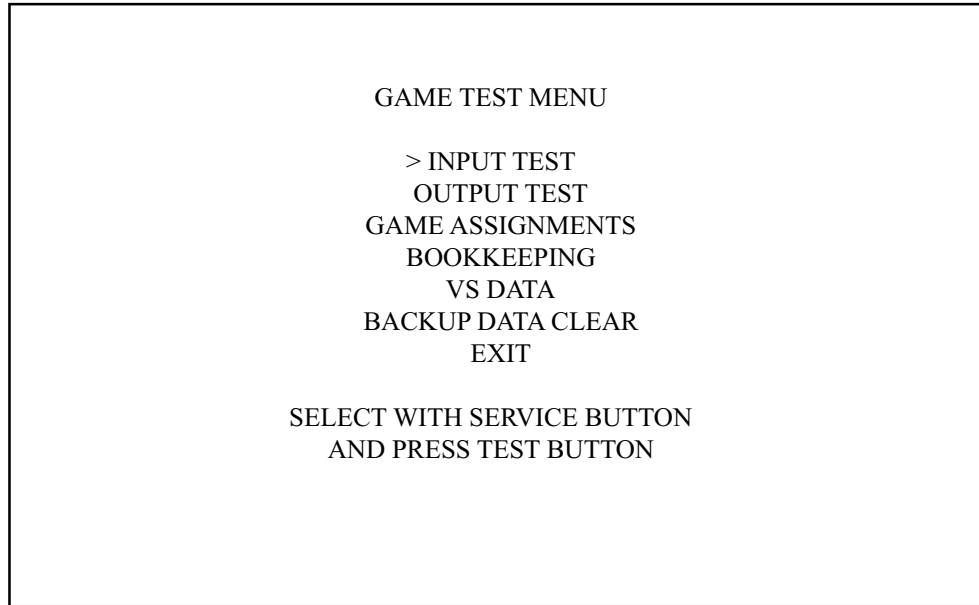 GAME TEST MENU
> INPUT TEST
OUTPUT TEST
GAME ASSIGNMENTS
BOOKKEEPING
VS DATA
BACKUP DATA CLEAR
EXIT
SELECT WITH SERVICE BUTTON
AND PRESS TEST BUTTON